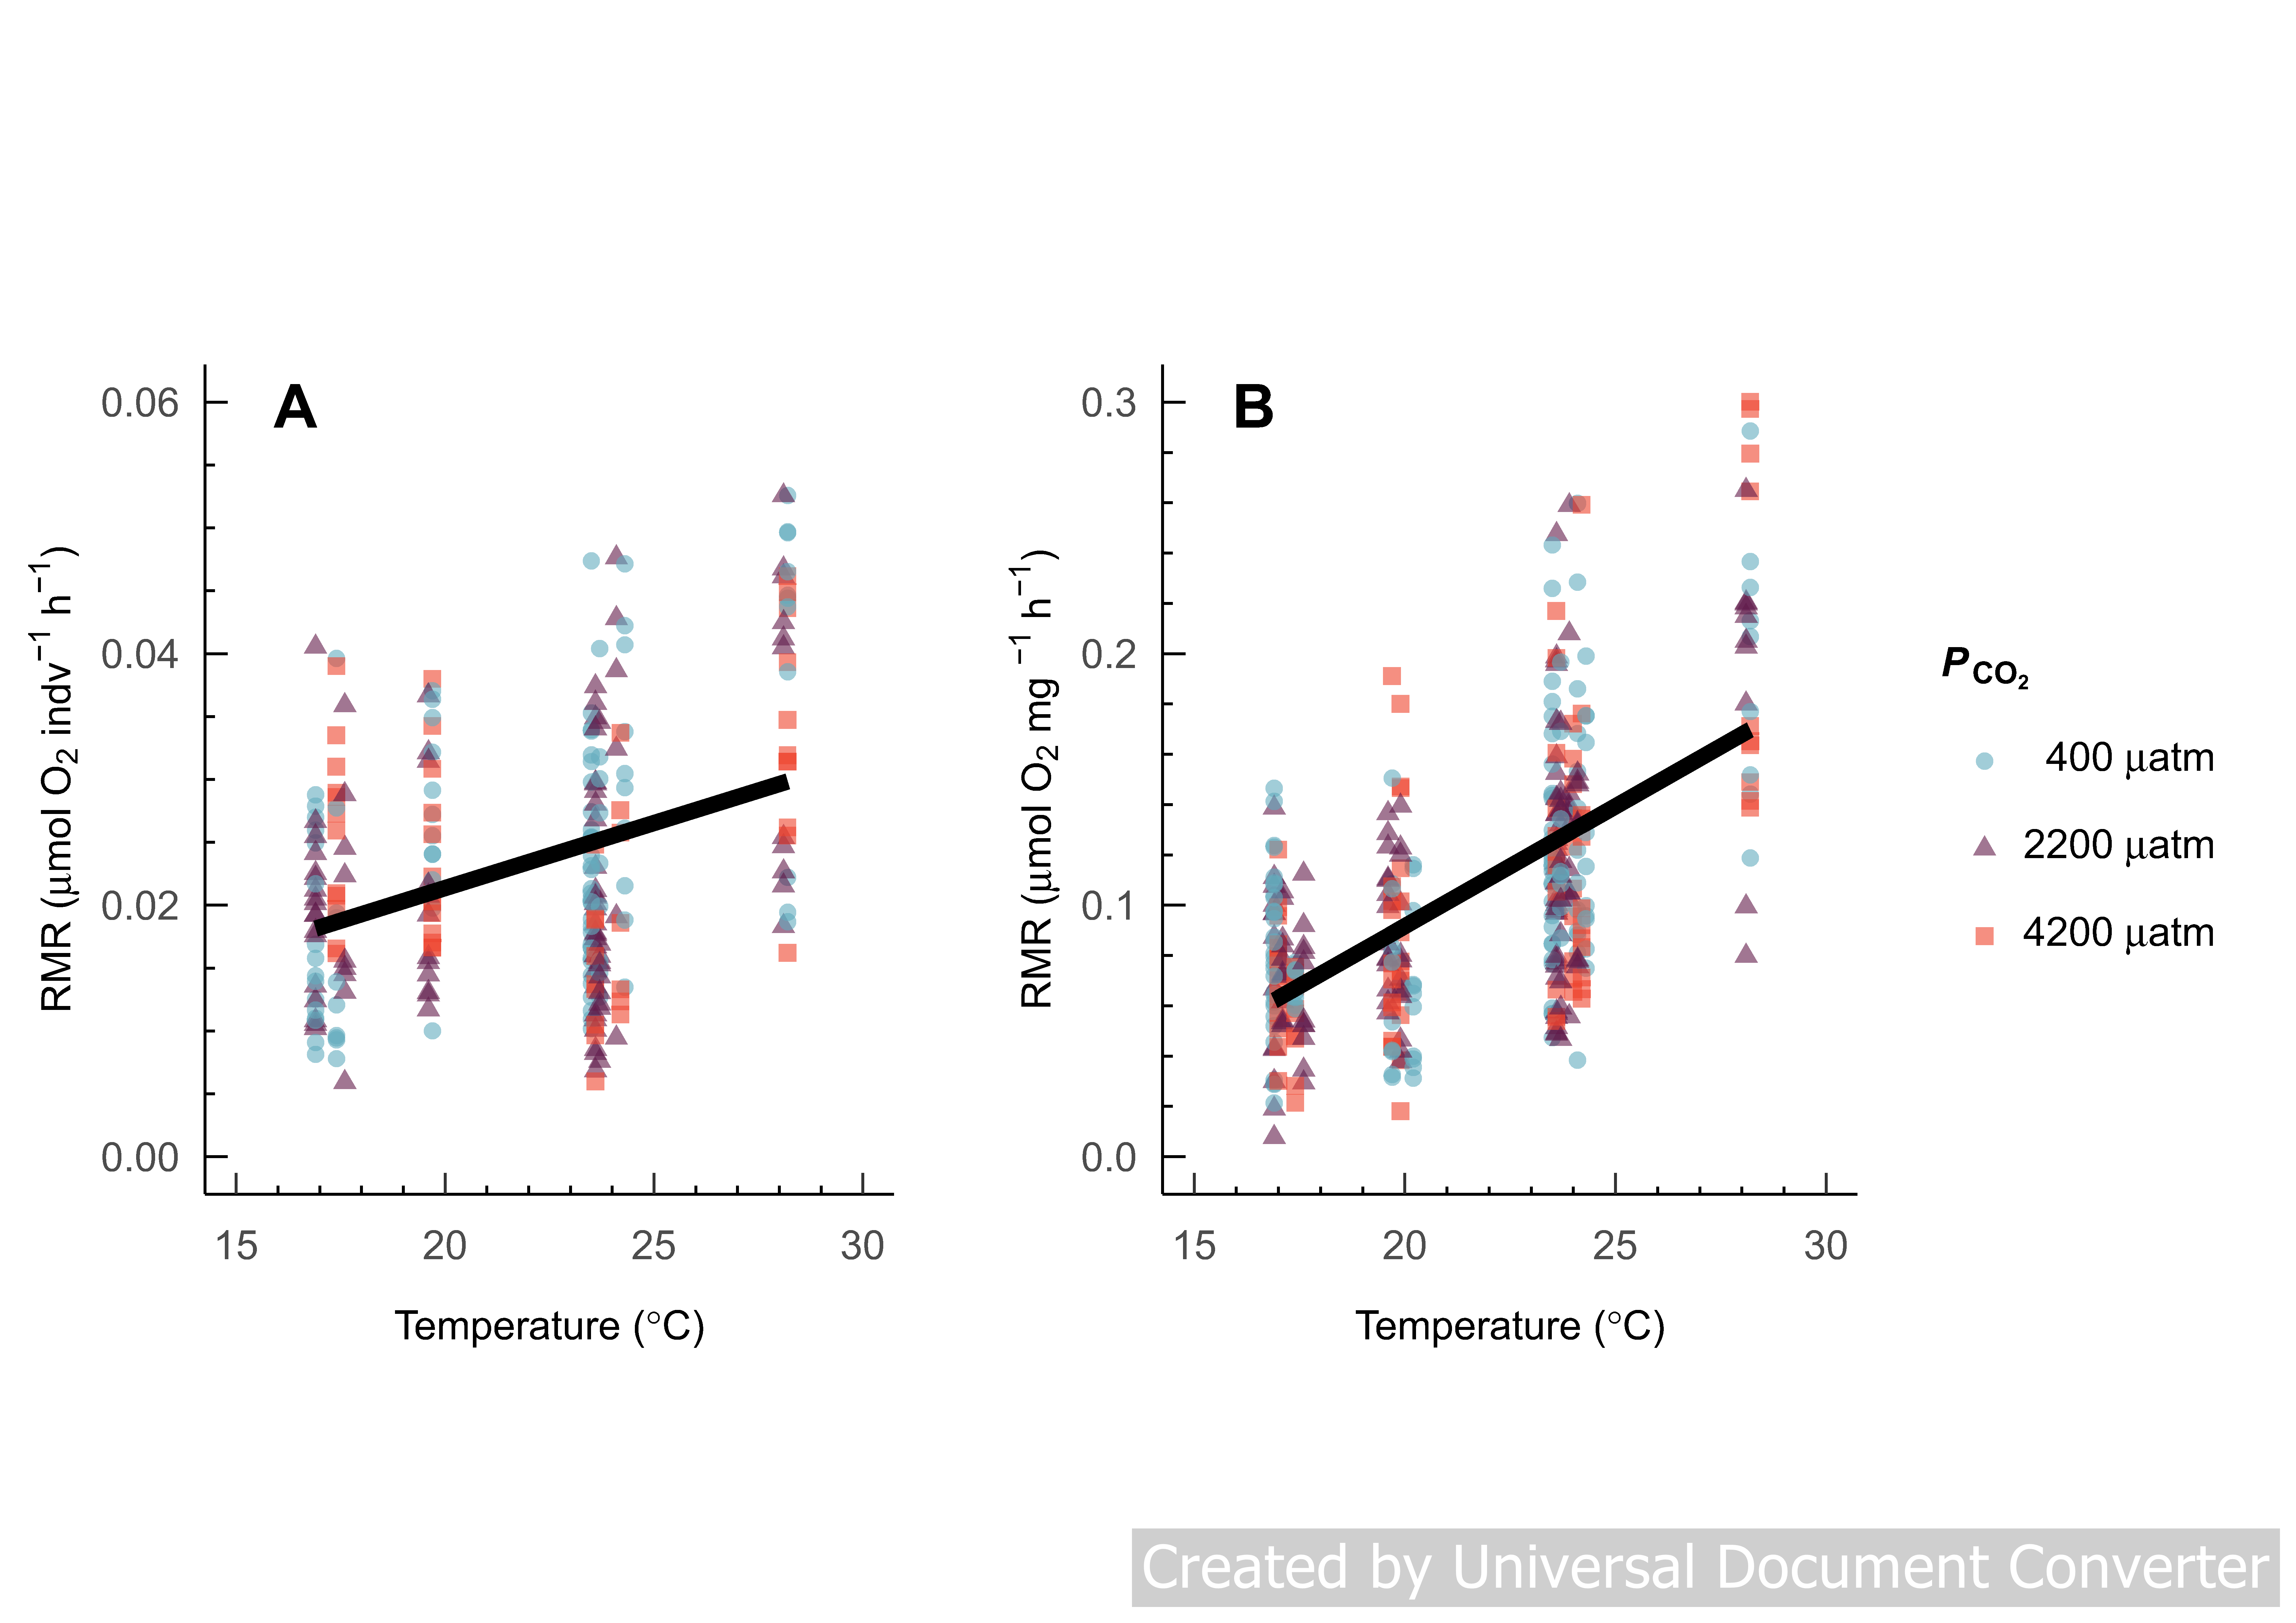 A
0.06
0.04
0.02
0.00
RMR (μmol O₂ indv⁻¹ h⁻¹)
15 20 25 30
Temperature (°C)
B
0.3
0.2
0.1
0.0
RMR (μmol O₂ mg ⁻¹ h⁻¹)
15 20 25 30
Temperature (°C)
PCO₂
400 μatm
2200 μatm
4200 μatm
Created by Universal Document Converter